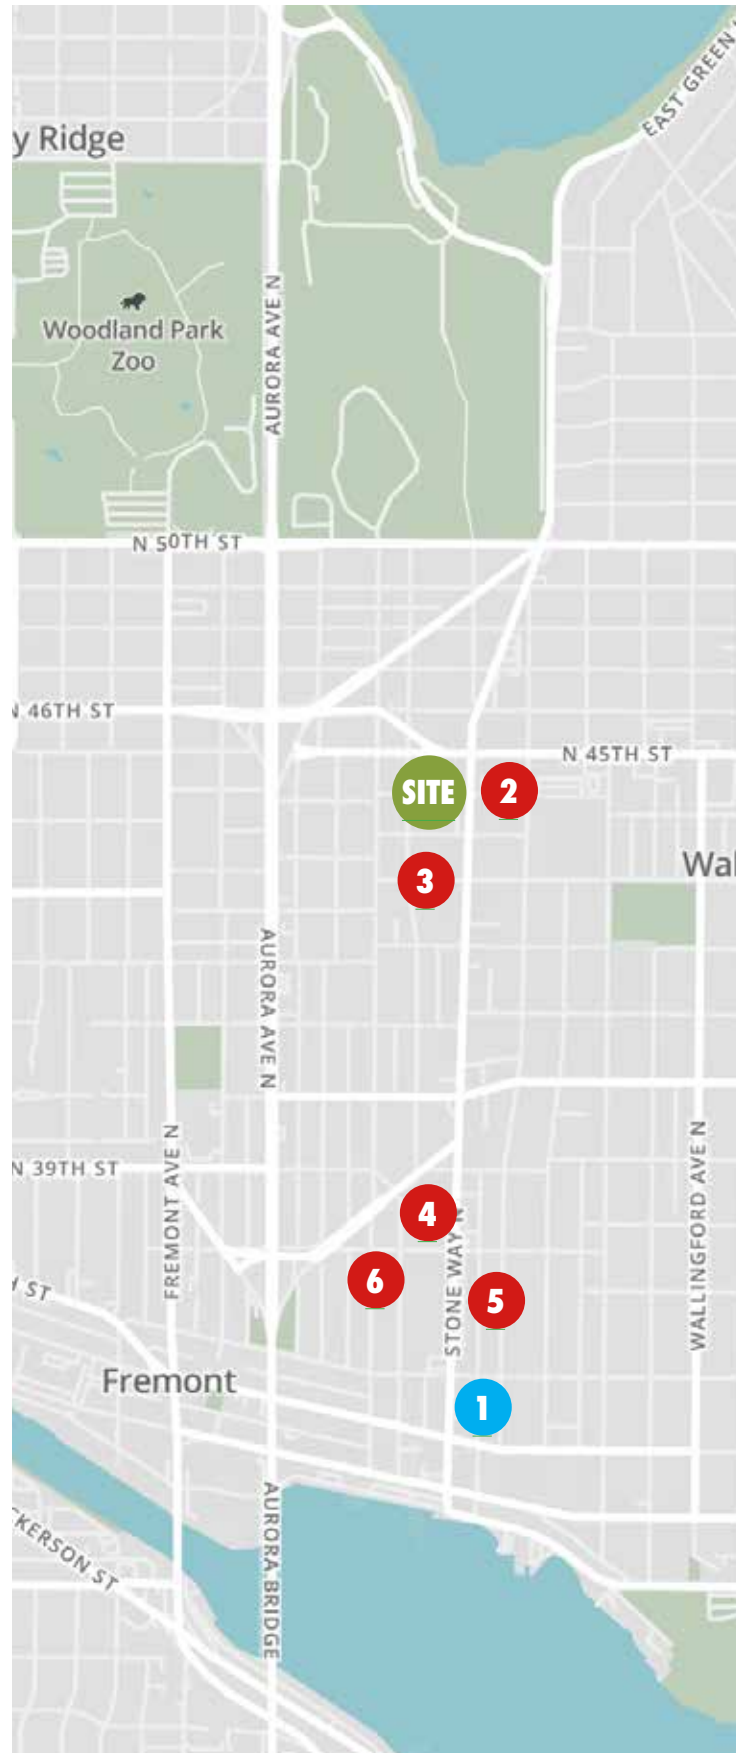 EAST GREEN
y Ridge
AURORA AVE N
Woodland Park
Zoo
N 50TH ST
N 46TH ST
N 45TH ST
SITE
2
Wal
3
AURORA AVE N
FREMONT AVE N
WALLINGFORD AVE N
N 39TH ST
4
STONE WAY N
6
5
ST
Fremont
1
AURORA BRIDGE
CKERSON ST